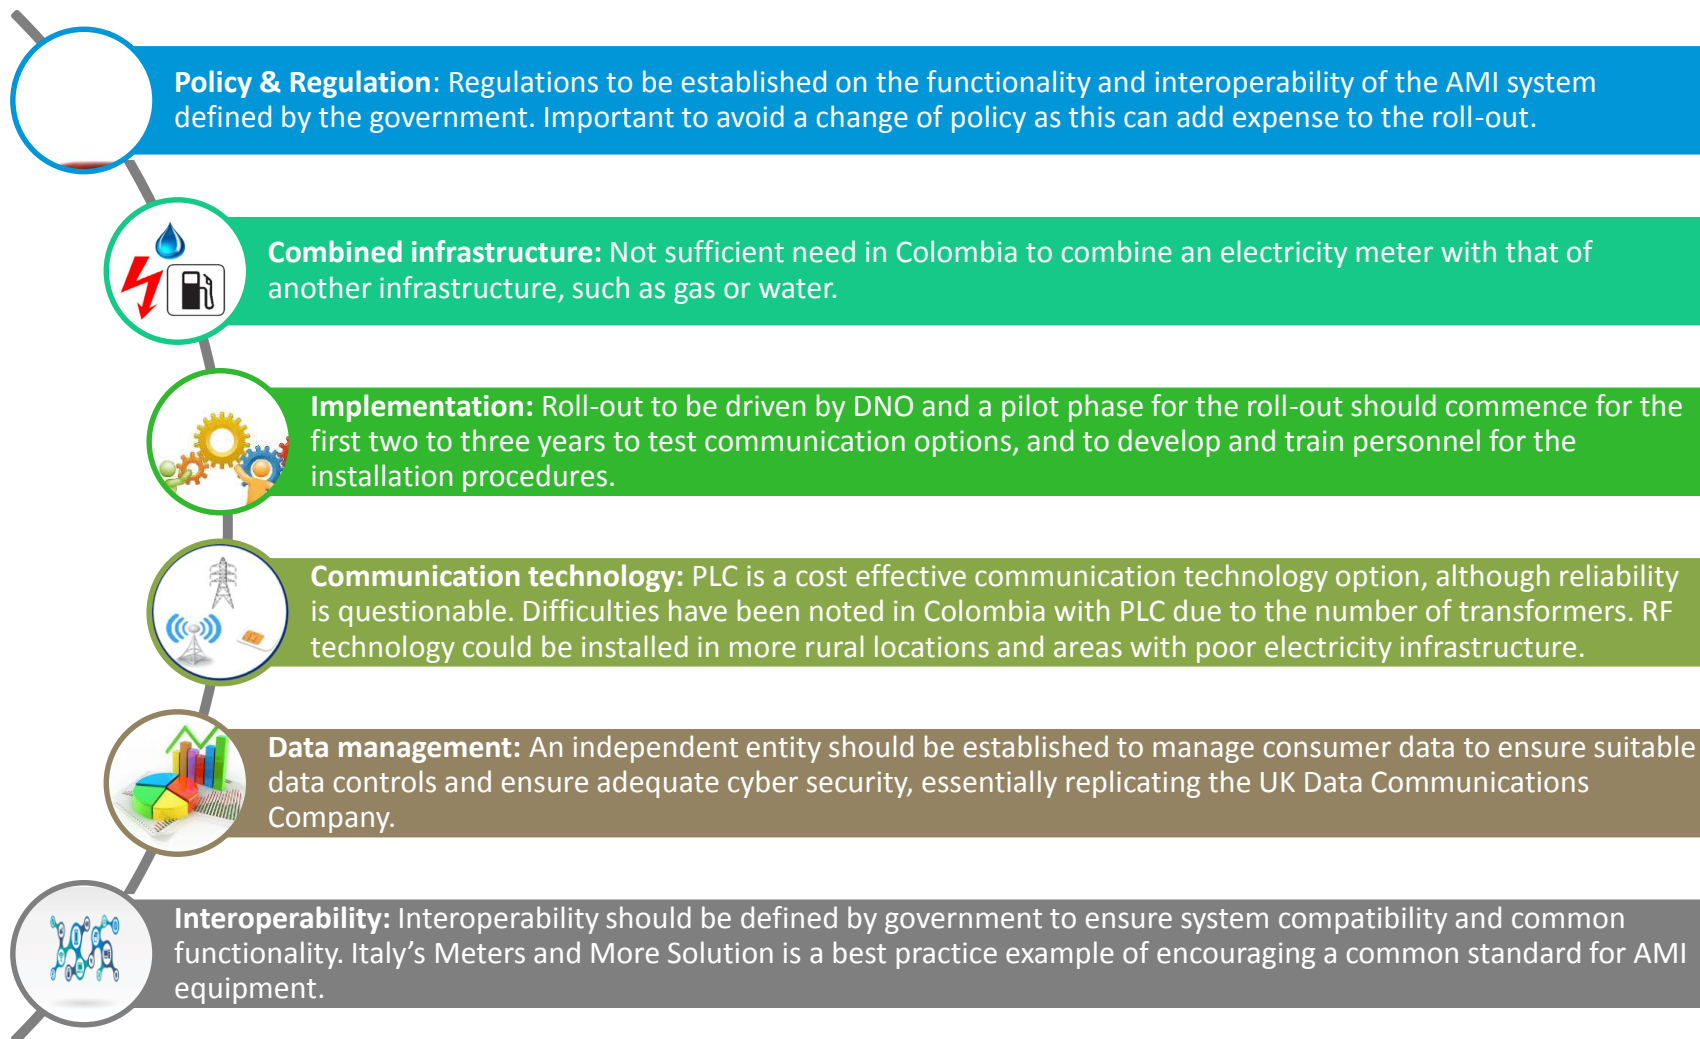 Policy & Regulation: Regulations to be established on the functionality and interoperability of the AMI system
defined by the government. Important to avoid a change of policy as this can add expense to the roll-out.
Combined infrastructure: Not sufficient need in Colombia to combine an electricity meter with that of
another infrastructure, such as gas or water.
Implementation: Roll-out to be driven by DNO and a pilot phase for the roll-out should commence for the
first two to three years to test communication options, and to develop and train personnel for the
installation procedures.
Communication technology: PLC is a cost effective communication technology option, although reliability
is questionable. Difficulties have been noted in Colombia with PLC due to the number of transformers. RF
technology could be installed in more rural locations and areas with poor electricity infrastructure.
Data management: An independent entity should be established to manage consumer data to ensure suitable
data controls and ensure adequate cyber security, essentially replicating the UK Data Communications
Company.
Interoperability: Interoperability should be defined by government to ensure system compatibility and common
functionality. Italy’s Meters and More Solution is a best practice example of encouraging a common standard for AMI
equipment.